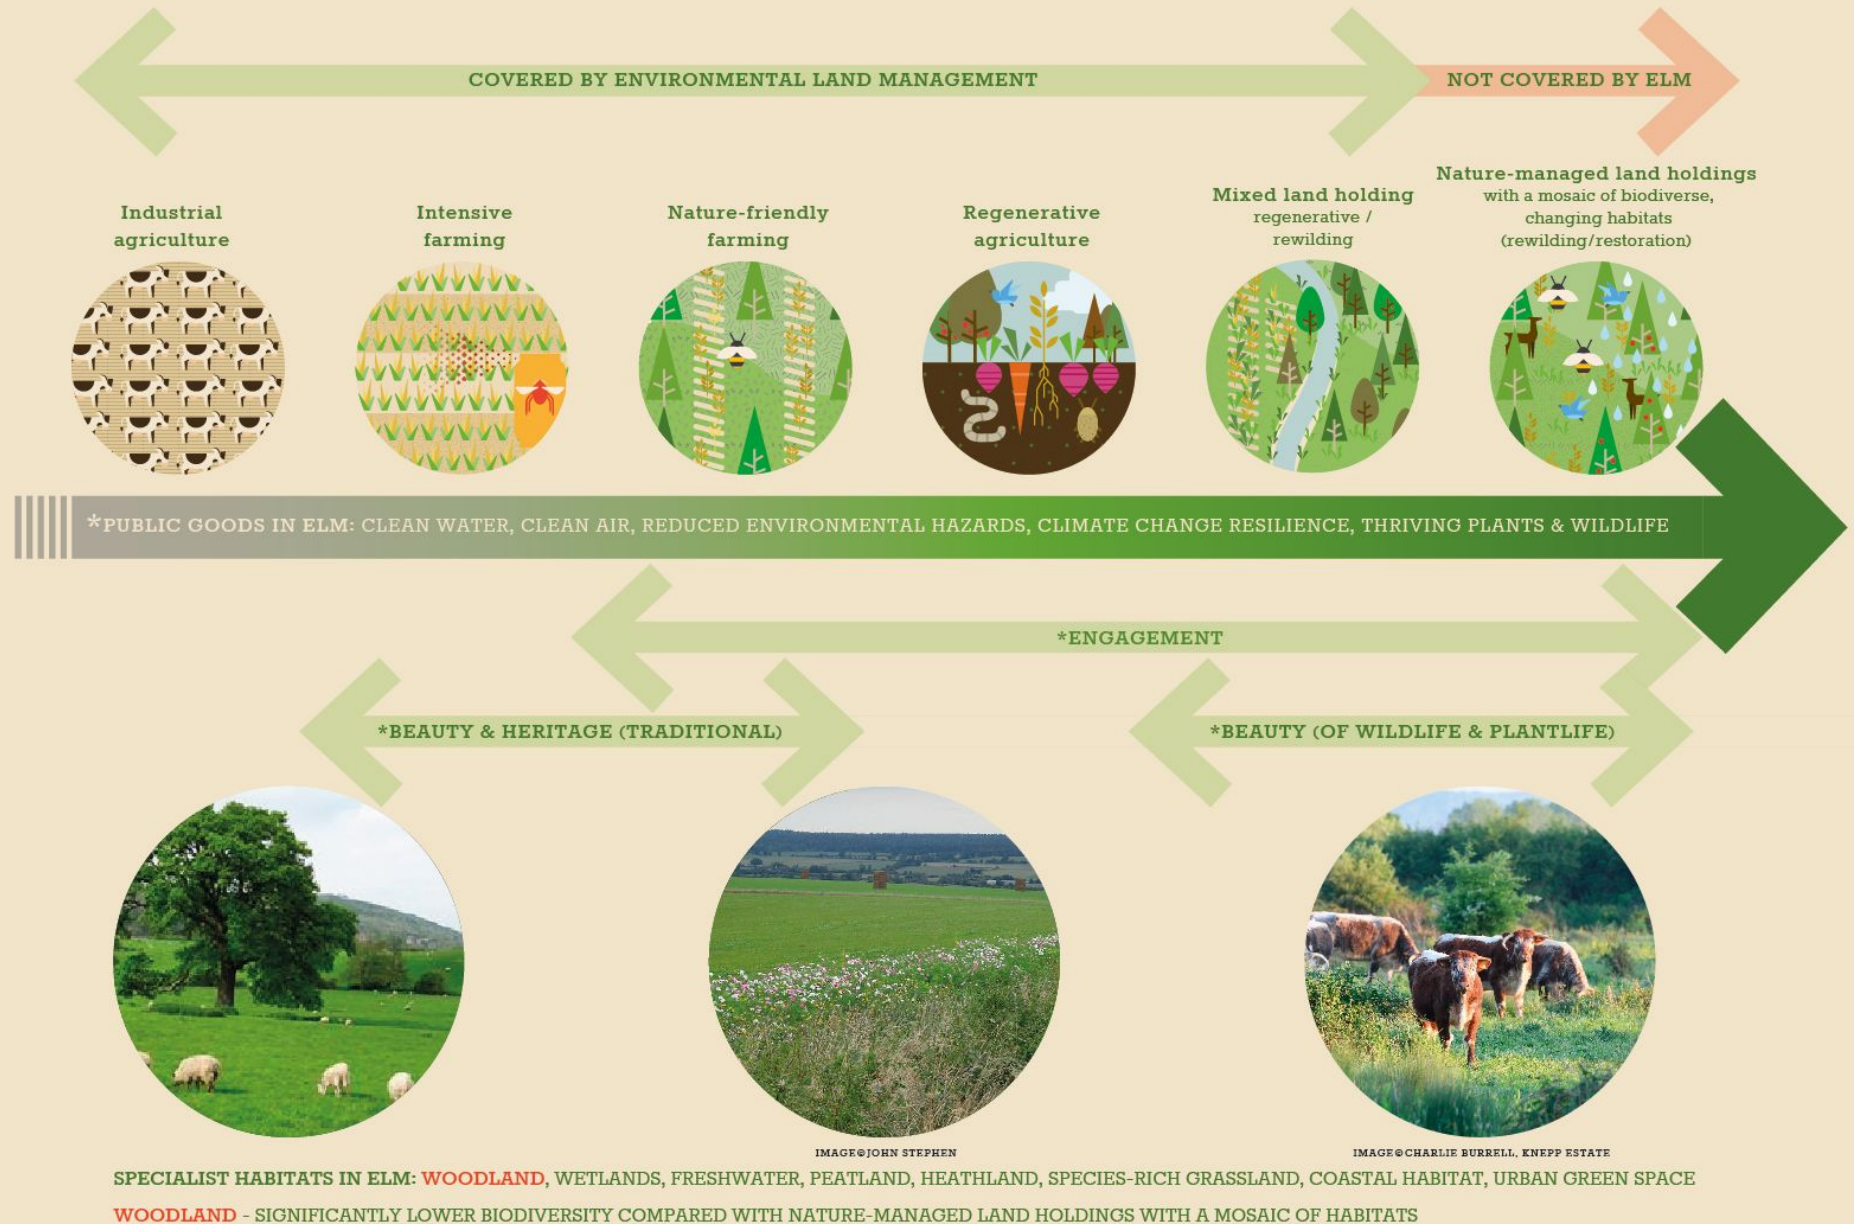 COVERED BY ENVIRONMENTAL LAND MANAGEMENT
NOT COVERED BY ELM
Industrial
agriculture
Intensive
farming
Nature-friendly
farming
Regenerative
agriculture
Mixed land holding
regenerative /
rewilding
Nature-managed land holdings
with a mosaic of biodiverse,
changing habitats
(rewilding/restoration)
*PUBLIC GOODS IN ELM: CLEAN WATER, CLEAN AIR, REDUCED ENVIRONMENTAL HAZARDS, CLIMATE CHANGE RESILIENCE, THRIVING PLANTS & WILDLIFE
*ENGAGEMENT
*BEAUTY & HERITAGE (TRADITIONAL)
*BEAUTY (OF WILDLIFE & PLANTLIFE)
IMAGE©JOHN STEPHEN
IMAGE©CHARLIE BURRELL, KNEPP ESTATE
SPECIALIST HABITATS IN ELM: WOODLAND, WETLANDS, FRESHWATER, PEATLAND, HEATHLAND, SPECIES-RICH GRASSLAND, COASTAL HABITAT, URBAN GREEN SPACE
WOODLAND - SIGNIFICANTLY LOWER BIODIVERSITY COMPARED WITH NATURE-MANAGED LAND HOLDINGS WITH A MOSAIC OF HABITATS